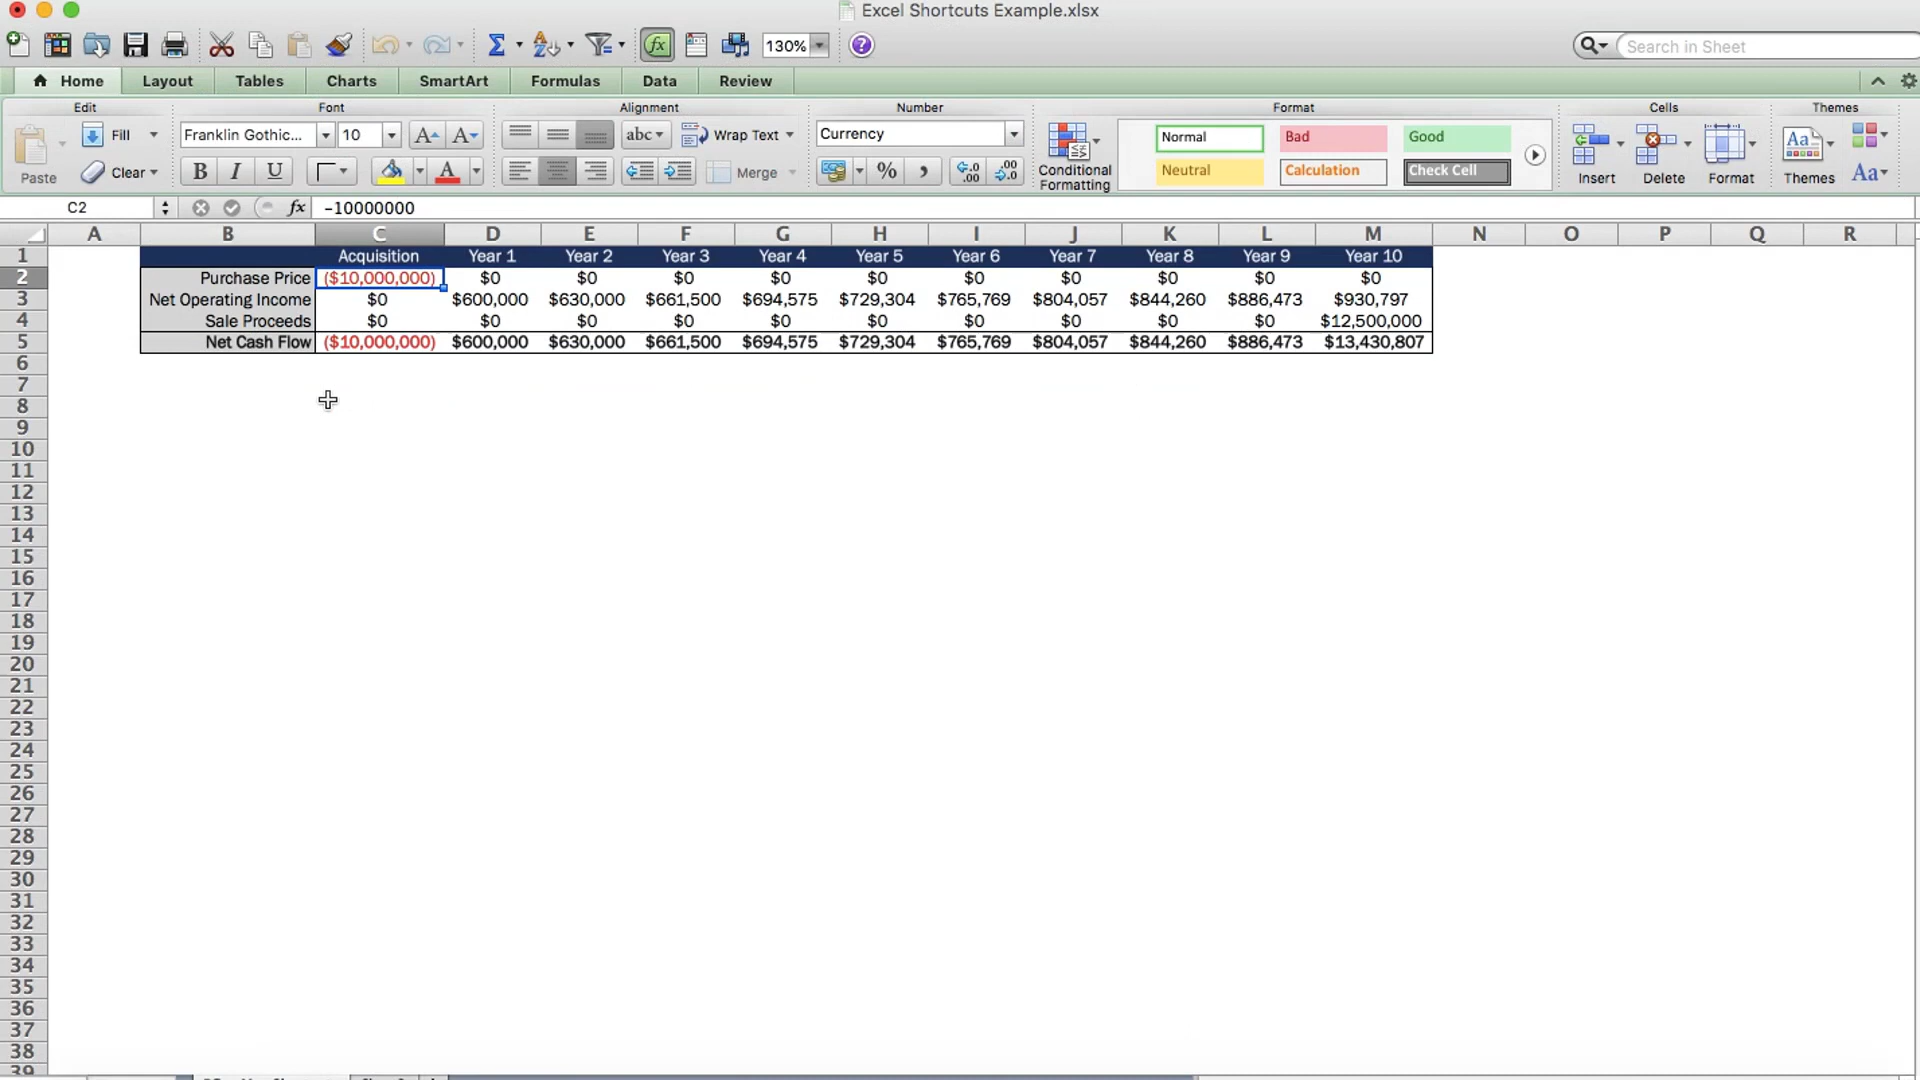 Excel Shortcuts Example.xlsx
130% ? Search in Sheet
Home Layout Tables Charts SmartArt Formulas Data Review
Edit Font Alignment Number Format Cells Themes
Fill Franklin Gothic... 10 A A abc Wrap Text Currency Normal Bad Good
Paste Clear B I U A Merge % , .0 .00 .00 .0 Conditional Formatting Neutral Calculation Check Cell Insert Delete Format Themes Aa
C2 fx -10000000
A B C D E F G H I J K L M N O P Q R
1 Acquisition Year 1 Year 2 Year 3 Year 4 Year 5 Year 6 Year 7 Year 8 Year 9 Year 10
2 Purchase Price ($10,000,000) $0 $0 $0 $0 $0 $0 $0 $0 $0 $0
3 Net Operating Income $0 $600,000 $630,000 $661,500 $694,575 $729,304 $765,769 $804,057 $844,260 $886,473 $930,797
4 Sale Proceeds $0 $0 $0 $0 $0 $0 $0 $0 $0 $0 $12,500,000
5 Net Cash Flow ($10,000,000) $600,000 $630,000 $661,500 $694,575 $729,304 $765,769 $804,057 $844,260 $886,473 $13,430,807
6
7
8
9
10
11
12
13
14
15
16
17
18
19
20
21
22
23
24
25
26
27
28
29
30
31
32
33
34
35
36
37
38
39